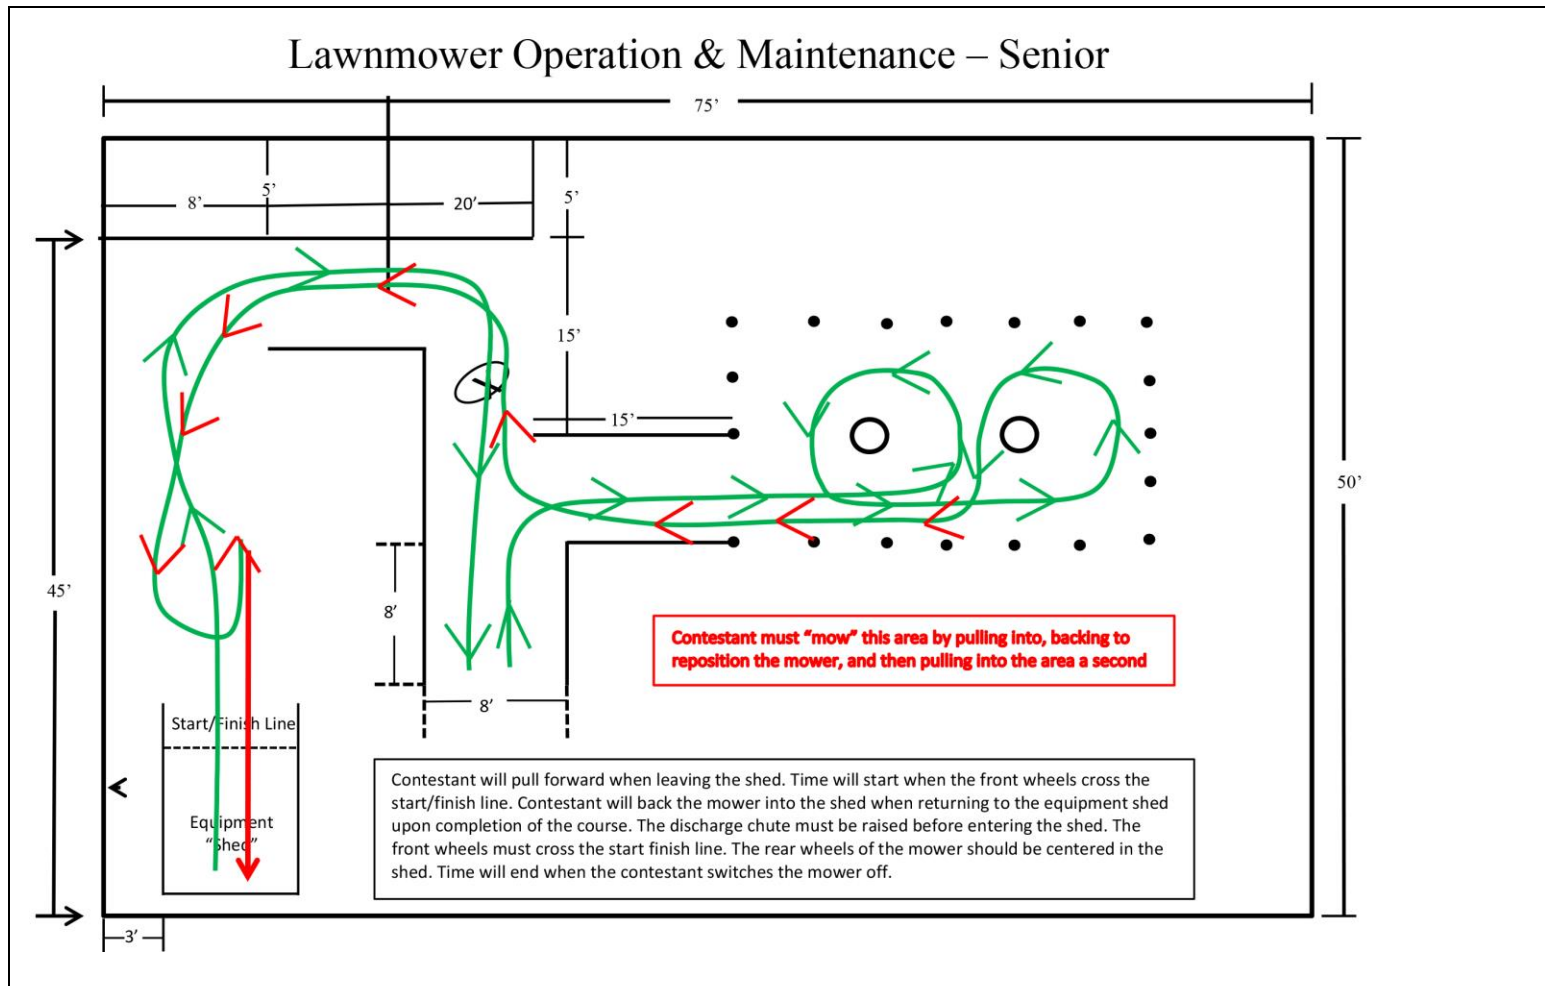 Lawnmower Operation & Maintenance – Senior
75’
8’
5’
20’
5’
15’
15’
50’
45’
8’
8’
Contestant must “mow” this area by pulling into, backing to
reposition the mower, and then pulling into the area a second
Start/Finish Line
Equipment
“Shed”
Contestant will pull forward when leaving the shed. Time will start when the front wheels cross the
start/finish line. Contestant will back the mower into the shed when returning to the equipment shed
upon completion of the course. The discharge chute must be raised before entering the shed. The
front wheels must cross the start finish line. The rear wheels of the mower should be centered in the
shed. Time will end when the contestant switches the mower off.
3’